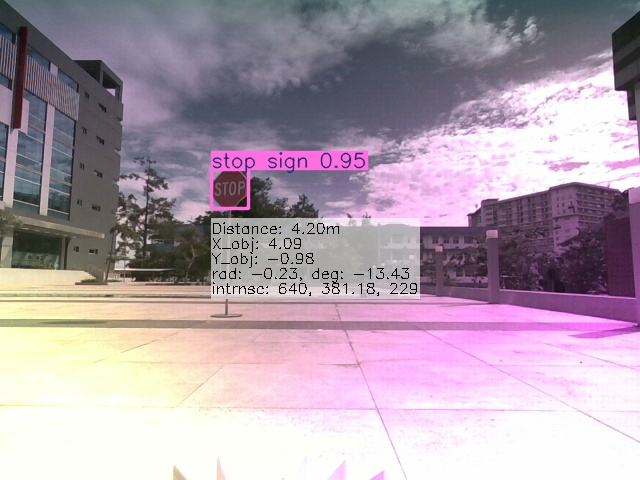 stop sign 0.95
STOP
Distance: 4.20m
X_obj: 4.09
Y_obj: -0.98
rad: -0.23, deg: -13.43
intrnsc: 640, 381.18, 229